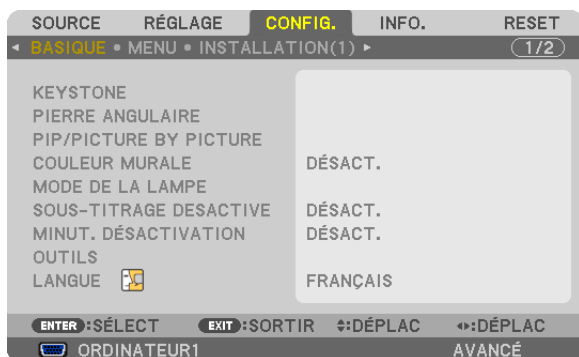 SOURCE RÉGLAGE CONFIG. INFO. RESET
BASIQUE • MENU • INSTALLATION(1) 1/2
KEYSTONE
PIERRE ANGULAIRE
PIP/PICTURE BY PICTURE
COULEUR MURALE DÉSACT.
MODE DE LA LAMPE
SOUS-TITRAGE DESACTIVE DÉSACT.
MINUT. DÉSACTIVATION DÉSACT.
OUTILS
LANGUE FRANÇAIS
ENTER :SÉLECT EXIT :SORTIR :DÉPLAC :DÉPLAC
ORDINATEUR1 AVANCÉ